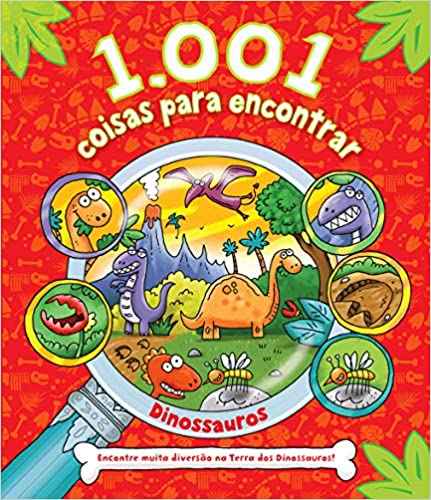 1.001
coisas para encontrar
Dinossauros
Encontre muita diversão na Terra dos Dinossauros!